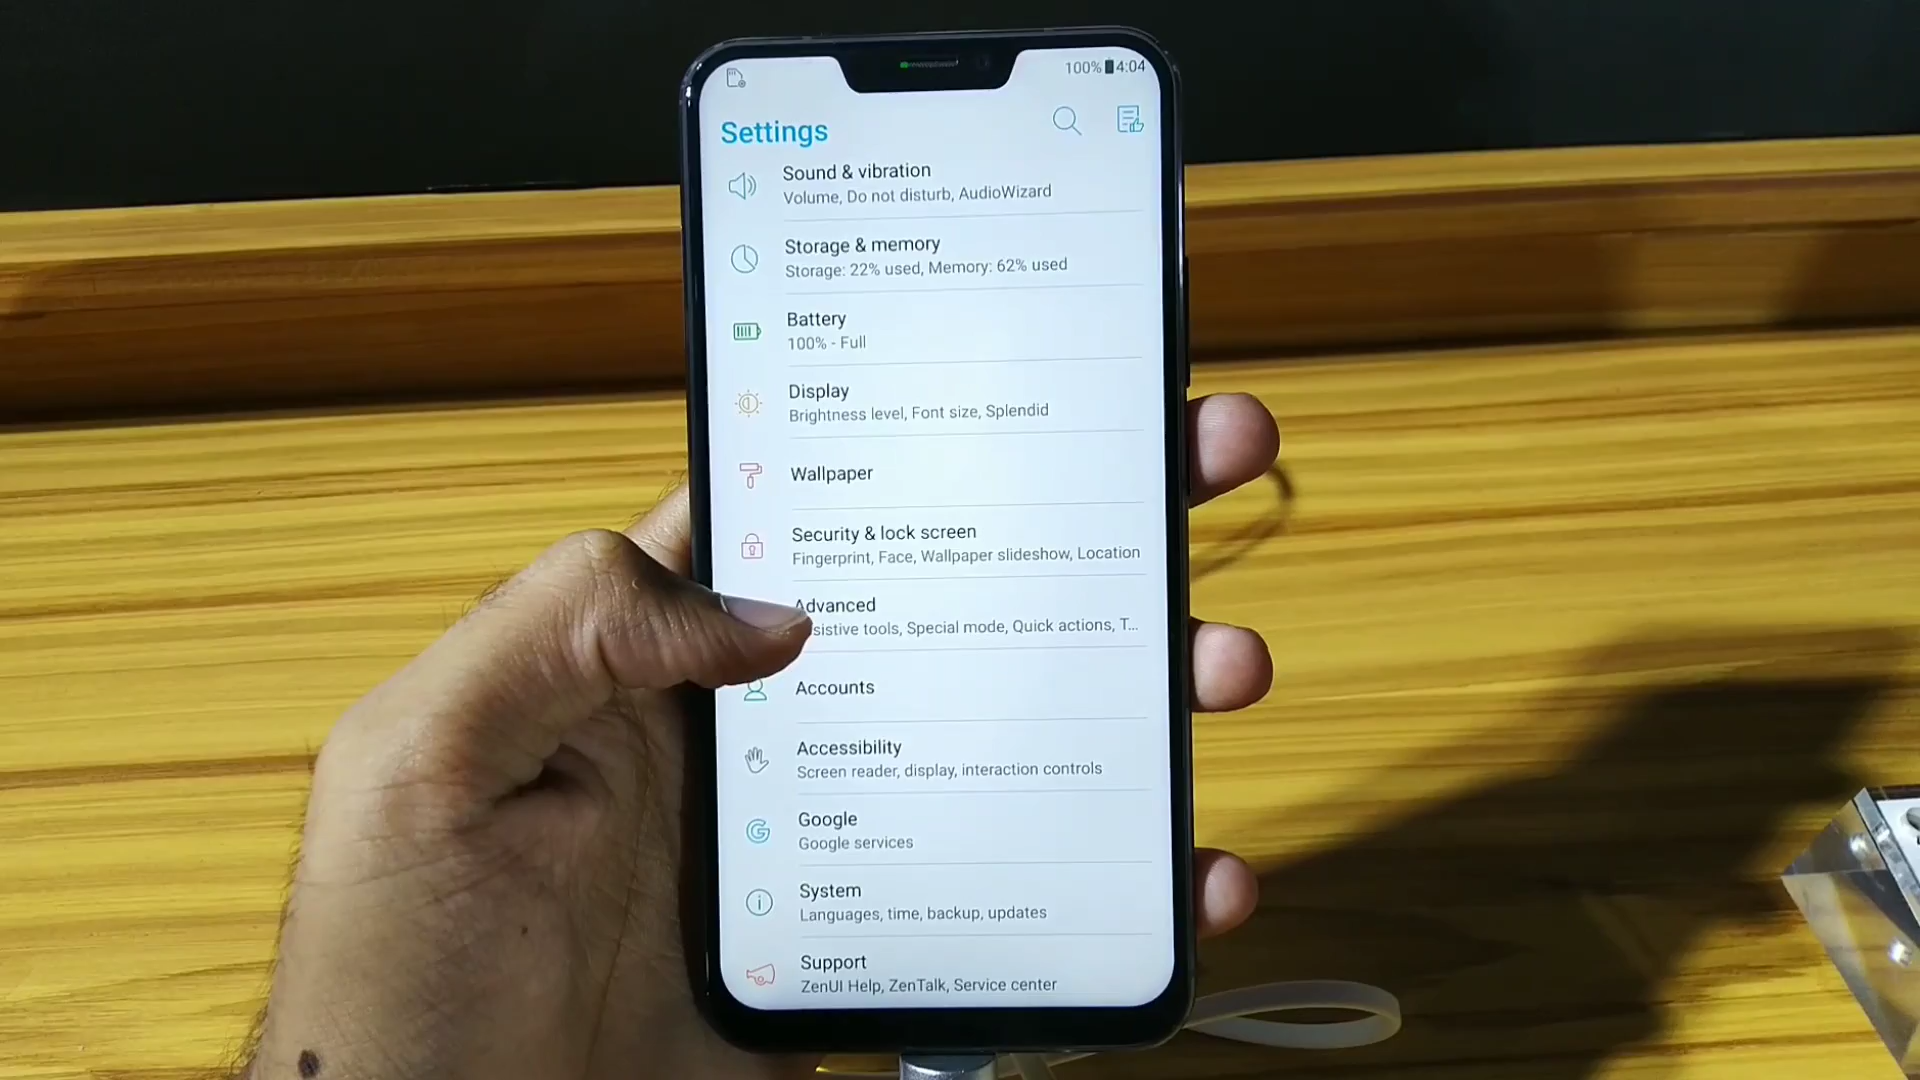 100% 4:04
Settings
Sound & vibration
Volume, Do not disturb, AudioWizard
Storage & memory
Storage: 22% used, Memory: 62% used
Battery
100% - Full
Display
Brightness level, Font size, Splendid
Wallpaper
Security & lock screen
Fingerprint, Face, Wallpaper slideshow, Location
Advanced
sistive tools, Special mode, Quick actions, T...
Accounts
Accessibility
Screen reader, display, interaction controls
Google
Google services
System
Languages, time, backup, updates
Support
ZenUI Help, ZenTalk, Service center